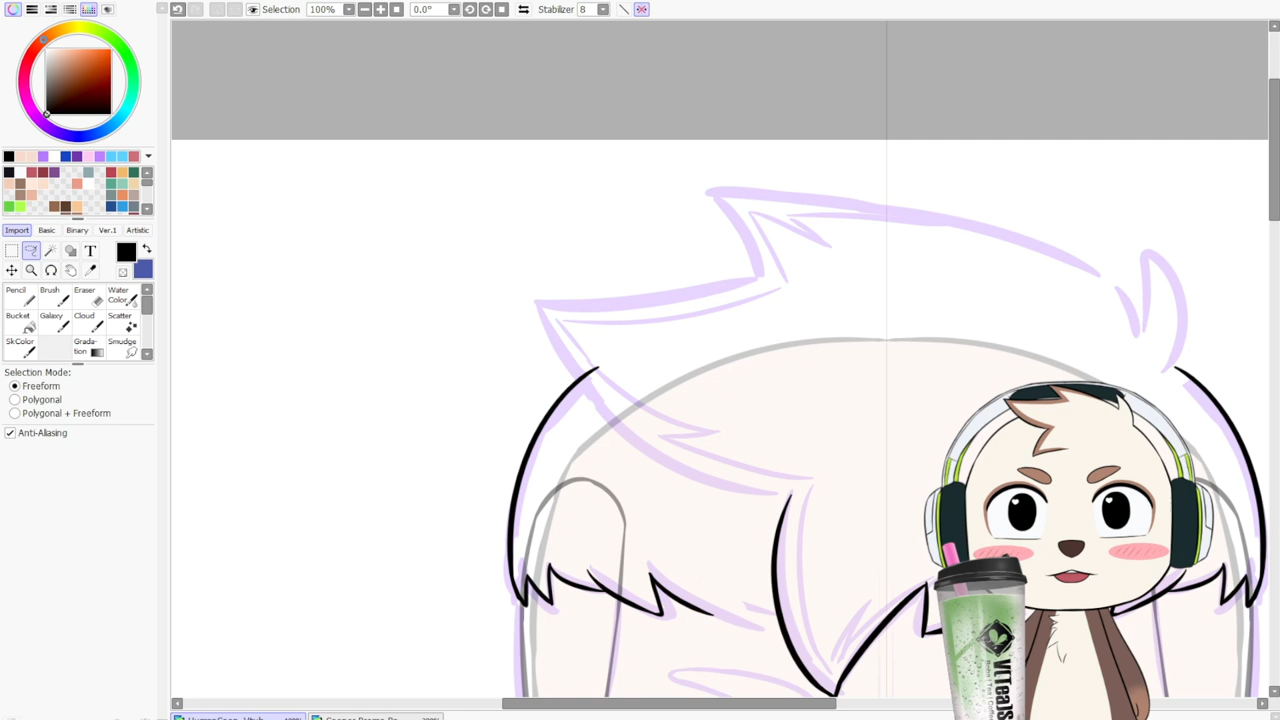 Selection
100%
0.0°
Stabilizer 8
Import Basic Binary Ver.1 Artistic
T
Pencil Brush Eraser Water Color
Bucket Galaxy Cloud Scatter
SkColor Grada-tion Smudge
Selection Mode:
Freeform
Polygonal
Polygonal + Freeform
Anti-Aliasing
VLTeaIS